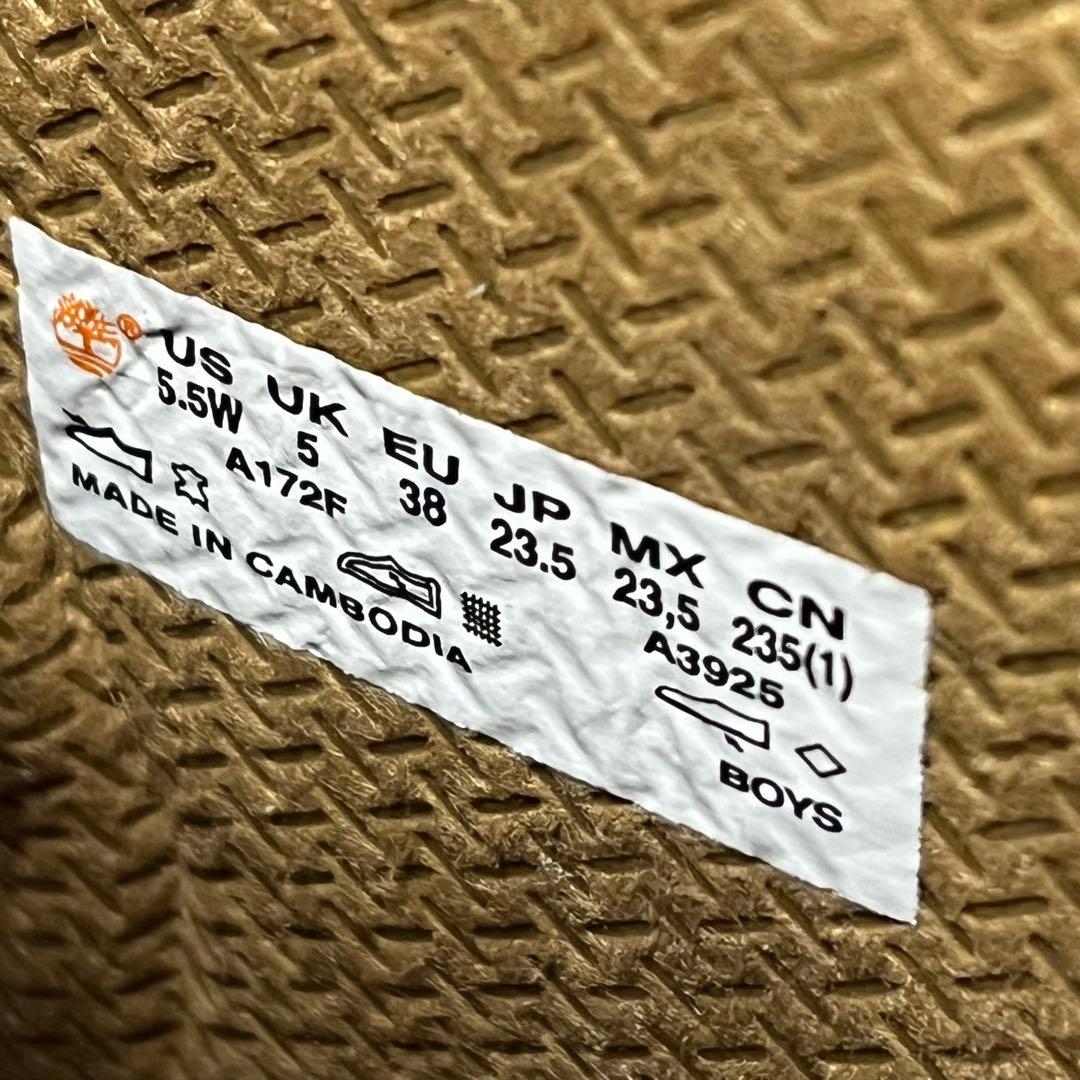 ® US UK EU JP MX CN
5.5W 5 38 23.5 23,5 235(1)
A172F A3925
MADE IN CAMBODIA BOYS